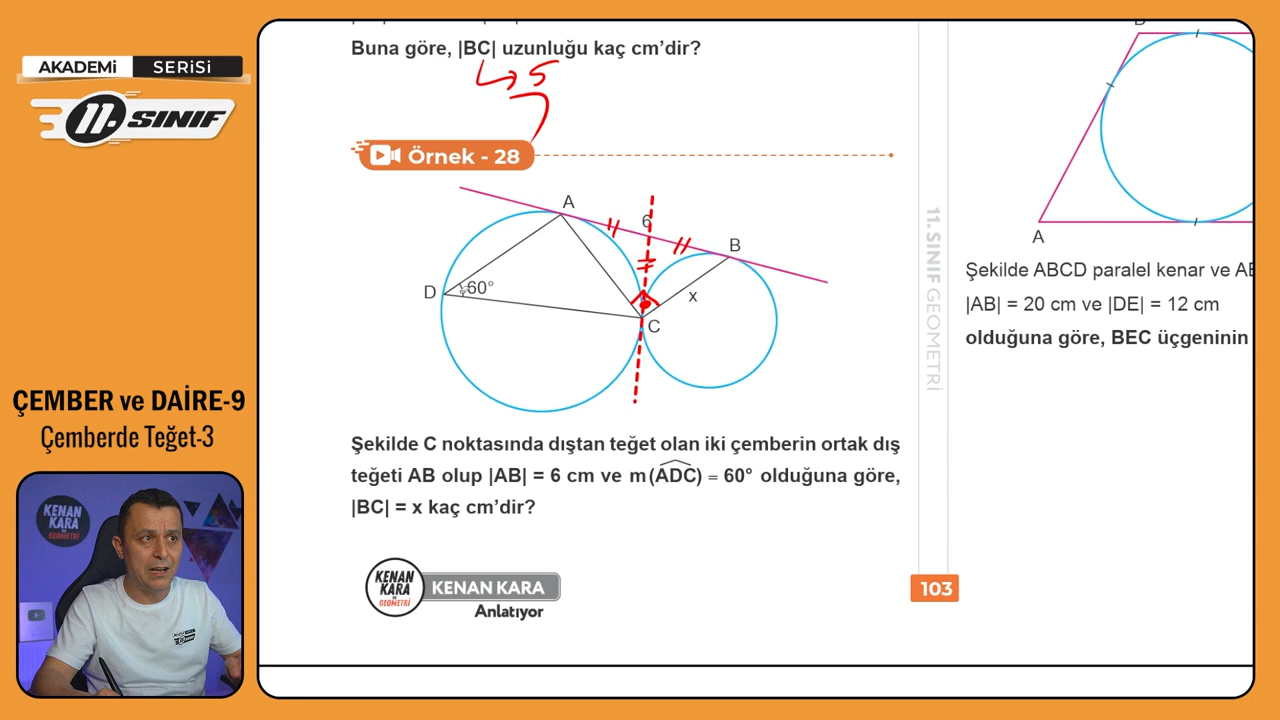 AKADEMİ SERİSİ
11. SINIF
ÇEMBER ve DAİRE-9
Çemberde Teğet-3
KENAN
KARA
GEOMETRİ
Buna göre, |BC| uzunluğu kaç cm'dir?
5
Örnek - 28
A
6
B
D
60°
x
C
Şekilde C noktasında dıştan teğet olan iki çemberin ortak dış
teğeti AB olup |AB| = 6 cm ve m(ADC) = 60° olduğuna göre,
|BC| = x kaç cm'dir?
KENAN
KARA
GEOMETRİ
KENAN KARA
Anlatıyor
11. SINIF GEOMETRİ
103
A
Şekilde ABCD paralel kenar ve
|AB| = 20 cm ve |DE| = 12 cm
olduğuna göre, BEC üçgeninin